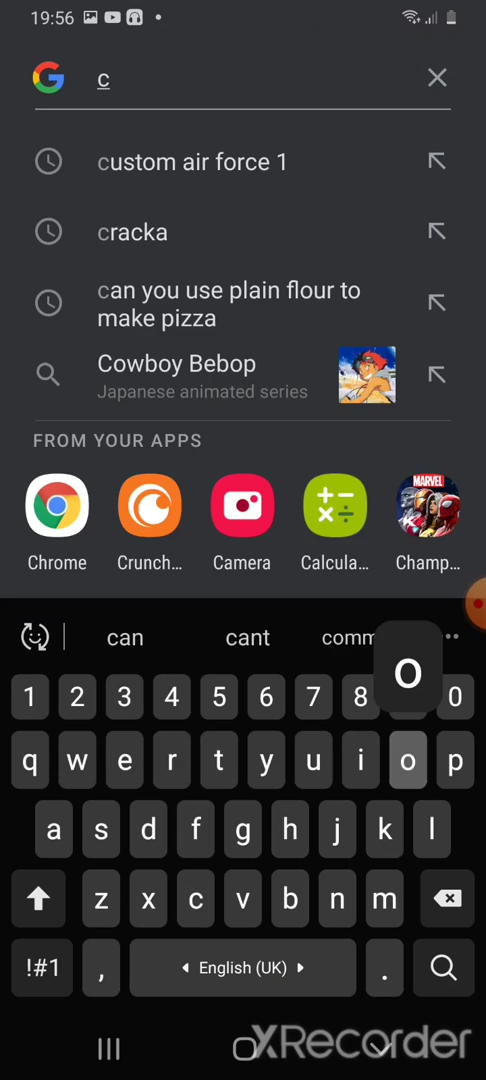 19:56
c
custom air force 1
cracka
can you use plain flour to
make pizza
Cowboy Bebop
Japanese animated series
FROM YOUR APPS
MARVEL
Chrome Crunch... Camera Calcula... Champ...
can cant comm
o
1 2 3 4 5 6 7 8 0
q w e r t y u i o p
a s d f g h j k l
z x c v b n m
!#1 , English (UK) .
XRecorder